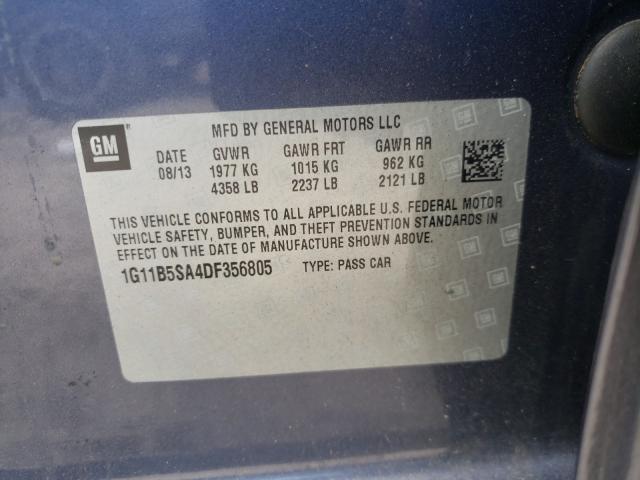 GM
MFD BY GENERAL MOTORS LLC
DATE GVWR GAWR FRT GAWR RR
08/13 1977 KG 1015 KG 962 KG
4358 LB 2237 LB 2121 LB
THIS VEHICLE CONFORMS TO ALL APPLICABLE U.S. FEDERAL MOTOR
VEHICLE SAFETY, BUMPER, AND THEFT PREVENTION STANDARDS IN
EFFECT ON THE DATE OF MANUFACTURE SHOWN ABOVE.
1G11B5SA4DF356805 TYPE: PASS CAR